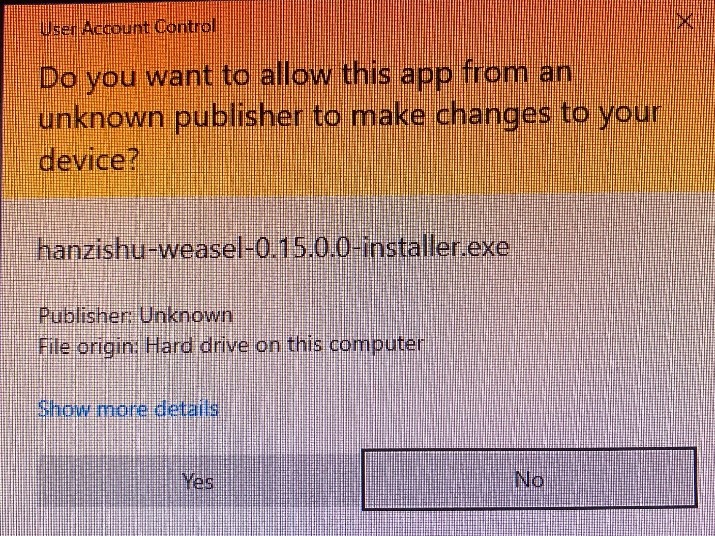 User Account Control
Do you want to allow this app from an
unknown publisher to make changes to your
device?
hanzishu-weasel-0.15.0.0-installer.exe
Publisher: Unknown
File origin: Hard drive on this computer
Show more details
Yes
No